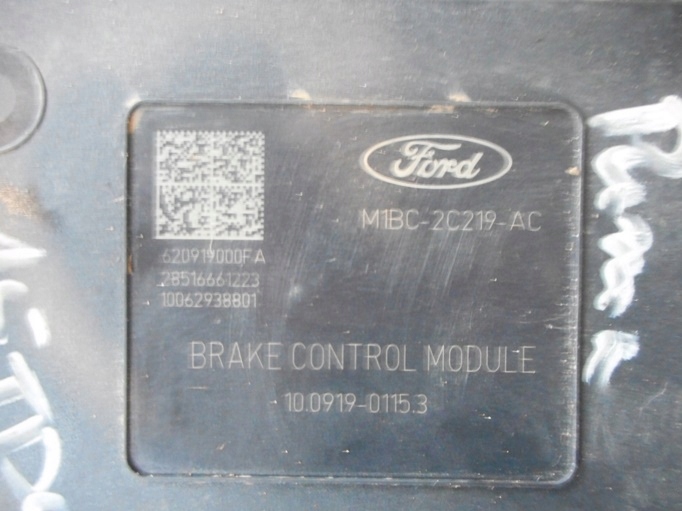 Ford
M1BC-2C219-AC
620919000FA
28516661223
10062938801
BRAKE CONTROL MODULE
10.0919-0115.3